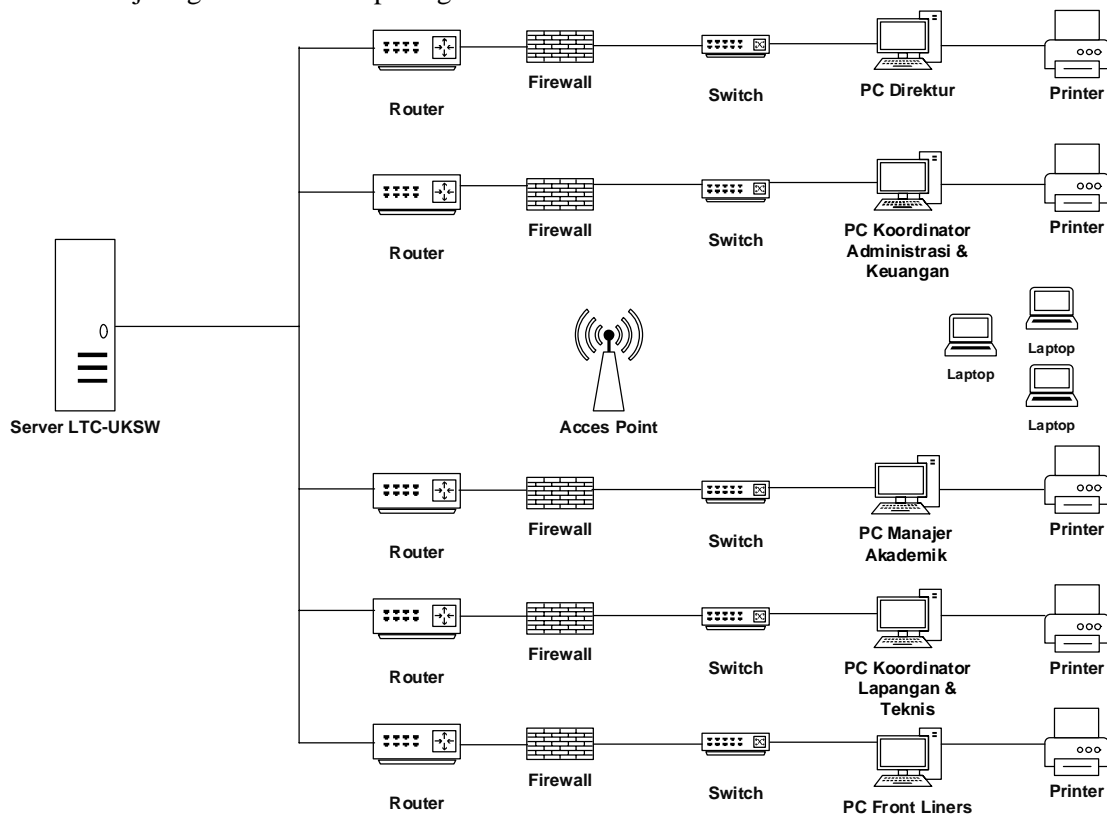 Firewall
Switch
PC Direktur
Printer
Router
Firewall
Switch
PC Koordinator
Administrasi &
Keuangan
Printer
Router
Laptop
Laptop
Laptop
Server LTC-UKSW
Acces Point
Firewall
Switch
PC Manajer
Akademik
Printer
Router
Firewall
Switch
PC Koordinator
Lapangan &
Teknis
Printer
Router
Firewall
Switch
PC Front Liners
Printer
Router